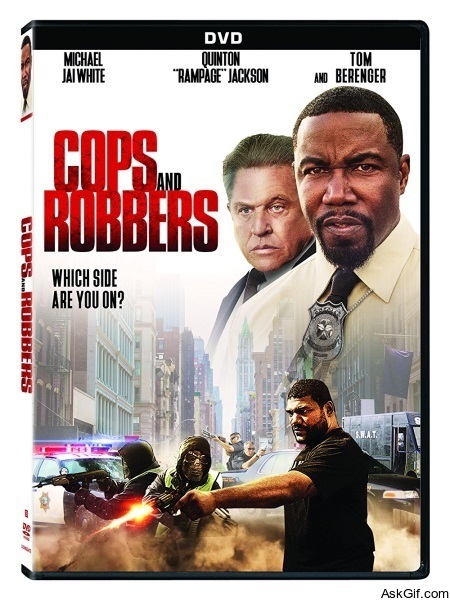 DVD
MICHAEL JAI WHITE
QUINTON "RAMPAGE" JACKSON
AND TOM BERENGER
COPS AND ROBBERS
WHICH SIDE ARE YOU ON?
S.W.A.T.
COPS AND ROBBERS
DVD
AskGif.com